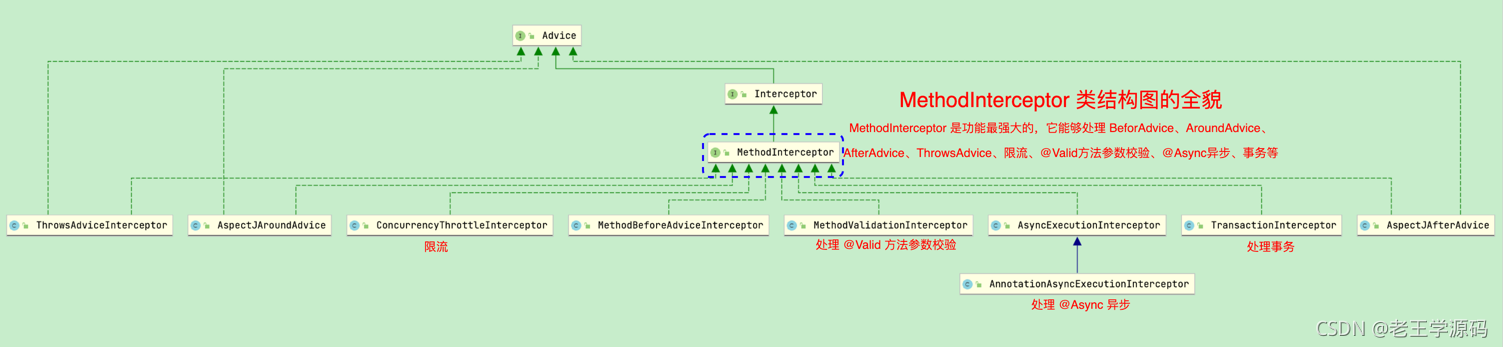 Advice
Interceptor
MethodInterceptor 类结构图的全貌
MethodInterceptor 是功能最强大的，它能够处理 BeforAdvice、AroundAdvice、
MethodInterceptor
AfterAdvice、ThrowsAdvice、限流、@Valid方法参数校验、@Async异步、事务等
ThrowsAdviceInterceptor
AspectJAroundAdvice
ConcurrencyThrottleInterceptor
MethodBeforeAdviceInterceptor
MethodValidationInterceptor
AsyncExecutionInterceptor
TransactionInterceptor
AspectJAfterAdvice
限流
处理 @Valid 方法参数校验
处理事务
AnnotationAsyncExecutionInterceptor
处理 @Async 异步
CSDN @老王学源码